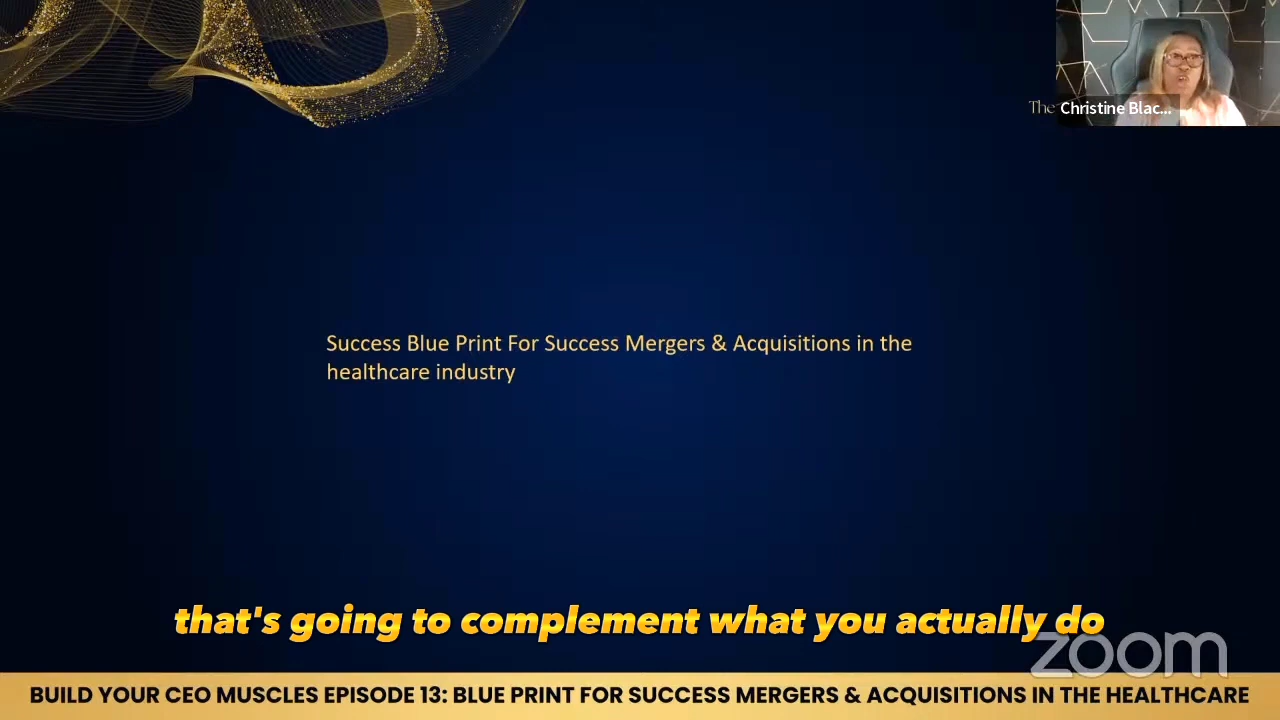 The Christine Blac...
Success Blue Print For Success Mergers & Acquisitions in the
healthcare industry
that's going to complement what you actually do
zoom
BUILD YOUR CEO MUSCLES EPISODE 13: BLUE PRINT FOR SUCCESS MERGERS & ACQUISITIONS IN THE HEALTHCARE